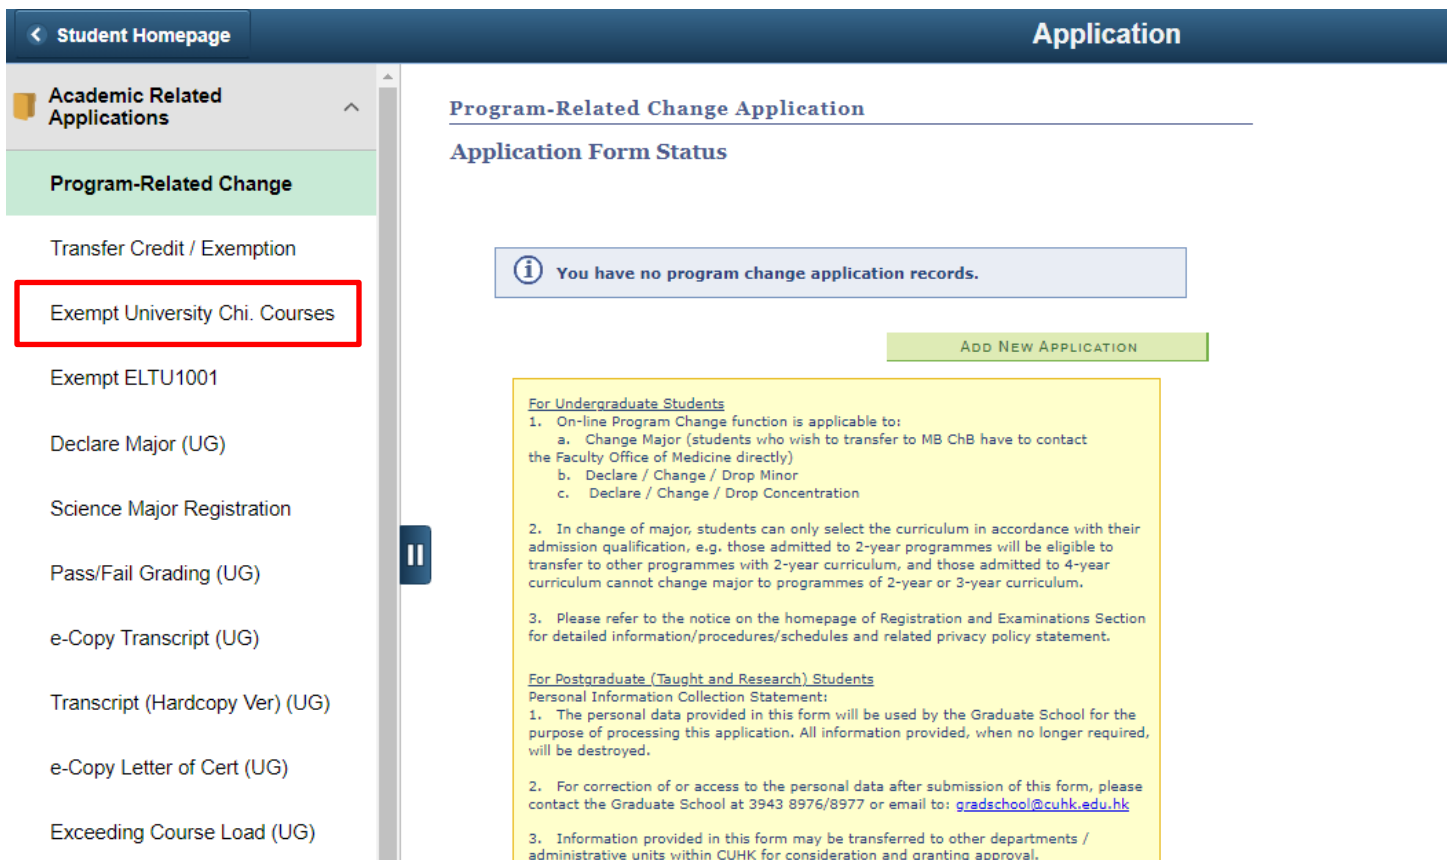 Student Homepage
Application
Academic Related
Applications
Program-Related Change
Transfer Credit / Exemption
Exempt University Chi. Courses
Exempt ELTU1001
Declare Major (UG)
Science Major Registration
Pass/Fail Grading (UG)
e-Copy Transcript (UG)
Transcript (Hardcopy Ver) (UG)
e-Copy Letter of Cert (UG)
Exceeding Course Load (UG)
Program-Related Change Application
Application Form Status
You have no program change application records.
ADD NEW APPLICATION
For Undergraduate Students
1. On-line Program Change function is applicable to:
a. Change Major (students who wish to transfer to MB ChB have to contact
the Faculty Office of Medicine directly)
b. Declare / Change / Drop Minor
c. Declare / Change / Drop Concentration
2. In change of major, students can only select the curriculum in accordance with their
admission qualification, e.g. those admitted to 2-year programmes will be eligible to
transfer to other programmes with 2-year curriculum, and those admitted to 4-year
curriculum cannot change major to programmes of 2-year or 3-year curriculum.
3. Please refer to the notice on the homepage of Registration and Examinations Section
for detailed information/procedures/schedules and related privacy policy statement.
For Postgraduate (Taught and Research) Students
Personal Information Collection Statement:
1. The personal data provided in this form will be used by the Graduate School for the
purpose of processing this application. All information provided, when no longer required,
will be destroyed.
2. For correction of or access to the personal data after submission of this form, please
contact the Graduate School at 3943 8976/8977 or email to: gradschool@cuhk.edu.hk
3. Information provided in this form may be transferred to other departments /
administrative units within CUHK for consideration and granting approval.